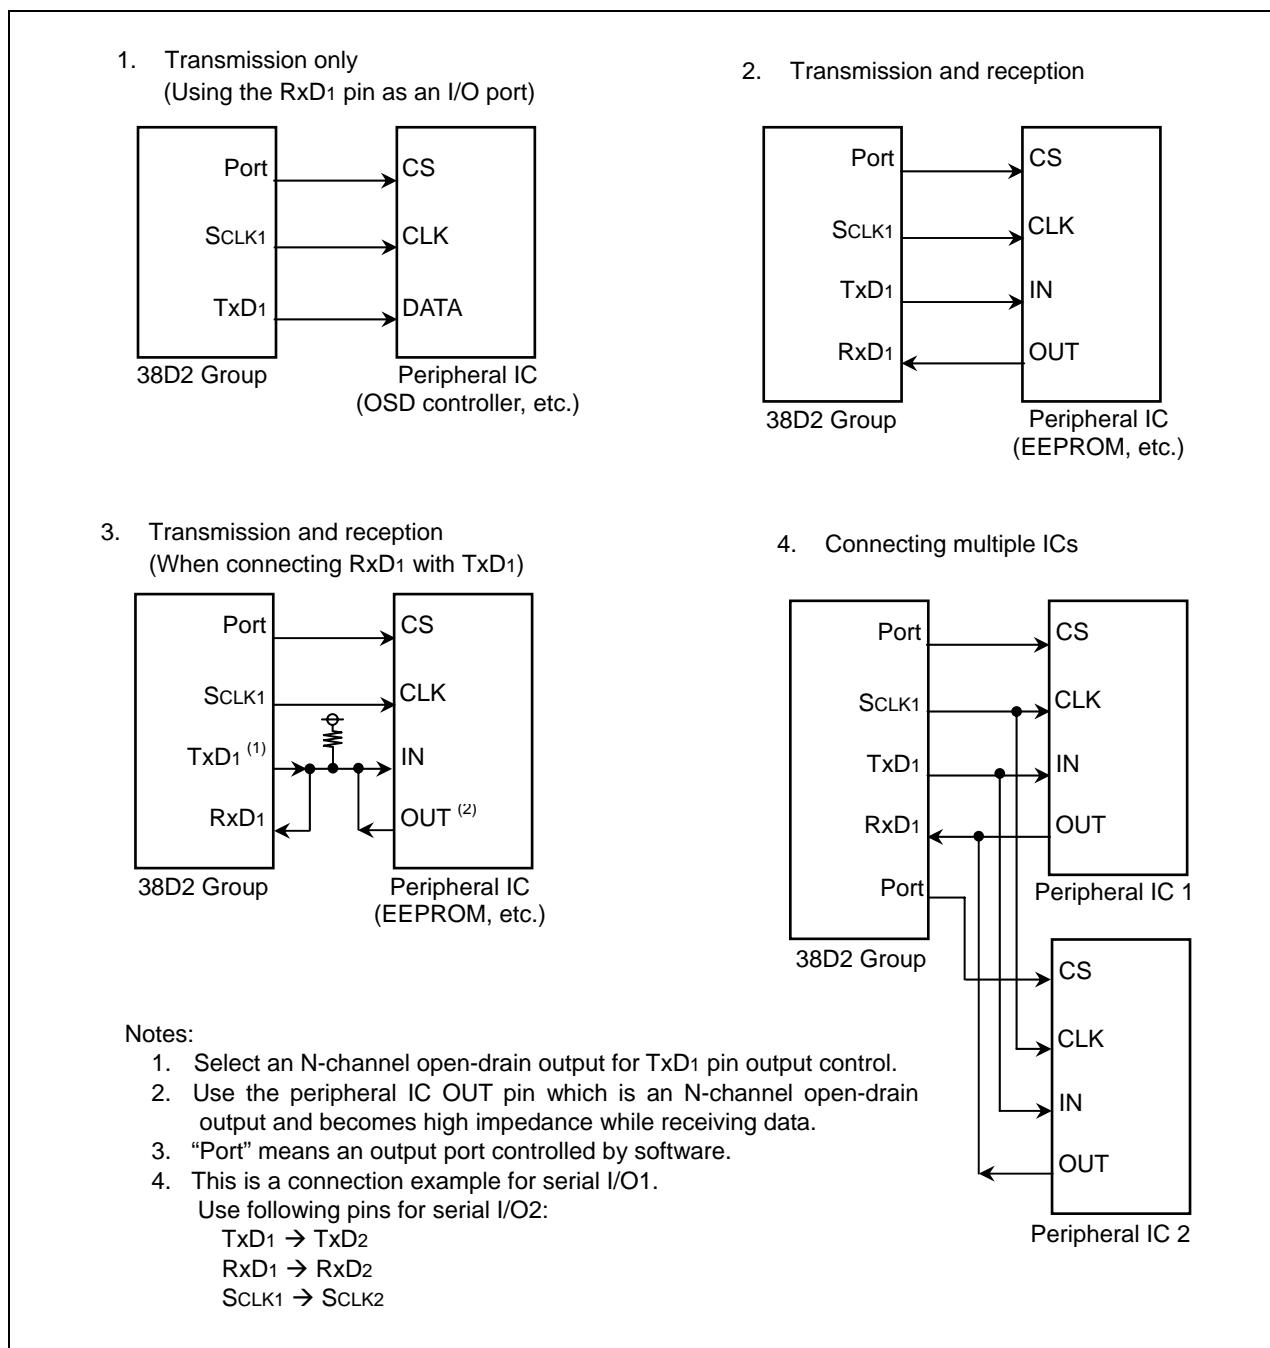 1. Transmission only
(Using the RxD1 pin as an I/O port)
Port
CS
SCLK1
CLK
TxD1
DATA
38D2 Group
Peripheral IC
(OSD controller, etc.)
2. Transmission and reception
Port
CS
SCLK1
CLK
TxD1
IN
RxD1
OUT
38D2 Group
Peripheral IC
(EEPROM, etc.)
3. Transmission and reception
(When connecting RxD1 with TxD1)
Port
CS
SCLK1
CLK
TxD1 (1)
IN
RxD1
OUT (2)
38D2 Group
Peripheral IC
(EEPROM, etc.)
4. Connecting multiple ICs
Port
CS
SCLK1
CLK
TxD1
IN
RxD1
OUT
Port
Peripheral IC 1
38D2 Group
CS
CLK
IN
OUT
Peripheral IC 2
Notes:
1. Select an N-channel open-drain output for TxD1 pin output control.
2. Use the peripheral IC OUT pin which is an N-channel open-drain
output and becomes high impedance while receiving data.
3. “Port” means an output port controlled by software.
4. This is a connection example for serial I/O1.
Use following pins for serial I/O2:
TxD1 → TxD2
RxD1 → RxD2
SCLK1 → SCLK2